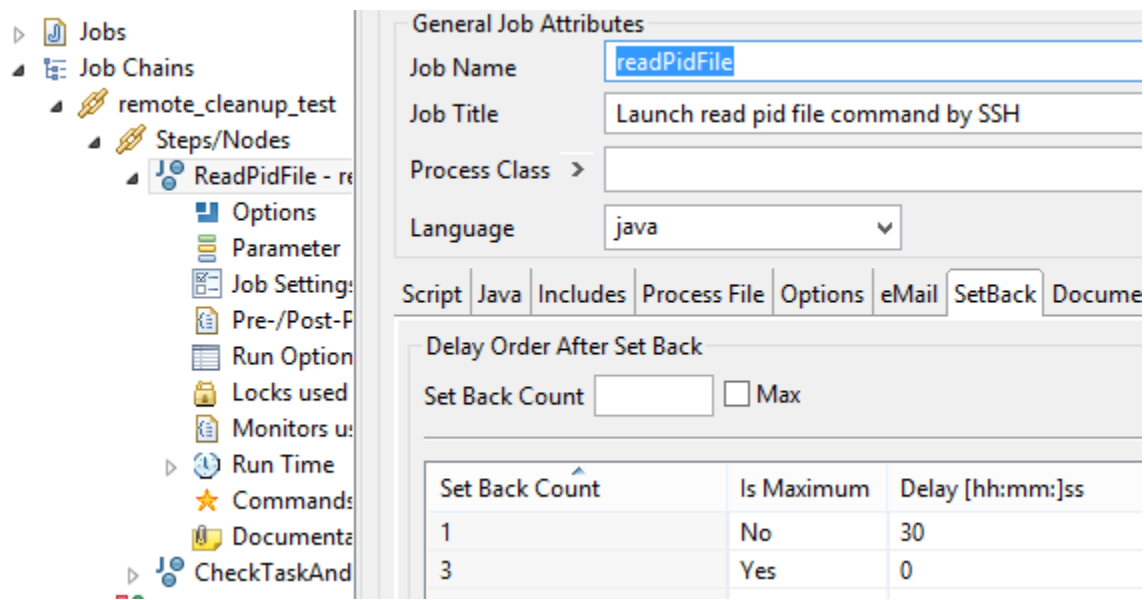 Jobs
Job Chains
remote_cleanup_test
Steps/Nodes
ReadPidFile - re
Options
Parameter
Job Settings
Pre-/Post-P
Run Option
Locks used
Monitors us
Run Time
Commands
Documenta
CheckTaskAnd
General Job Attributes
Job Name readPidFile
Job Title Launch read pid file command by SSH
Process Class >
Language java
Script Java Includes Process File Options eMail SetBack Docume
Delay Order After Set Back
Set Back Count Max
Set Back Count Is Maximum Delay [hh:mm:]ss
1 No 30
3 Yes 0